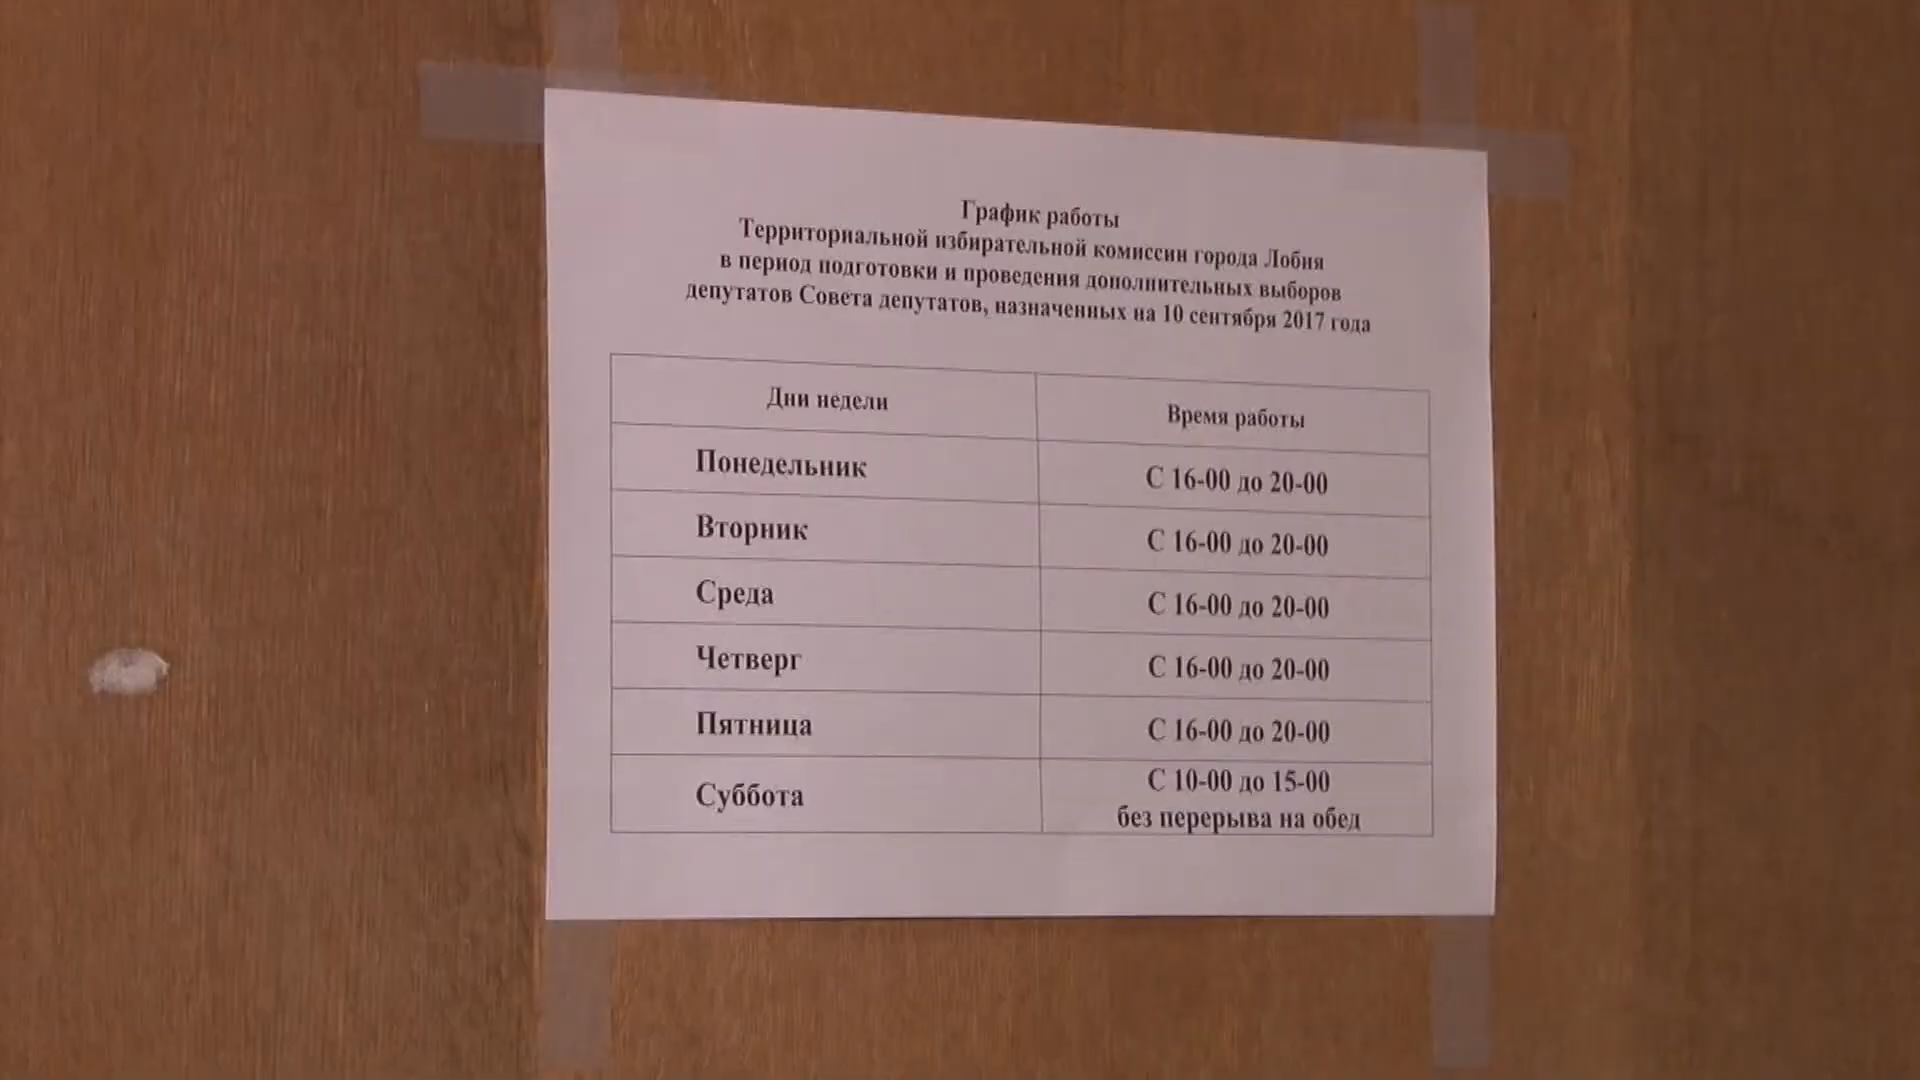 График работы
Территориальной избирательной комиссии города Лобня
в период подготовки и проведения дополнительных выборов
депутатов Совета депутатов, назначенных на 10 сентября 2017 года
Дни недели
Время работы
Понедельник
С 16-00 до 20-00
Вторник
С 16-00 до 20-00
Среда
С 16-00 до 20-00
Четверг
С 16-00 до 20-00
Пятница
С 16-00 до 20-00
Суббота
С 10-00 до 15-00
без перерыва на обед